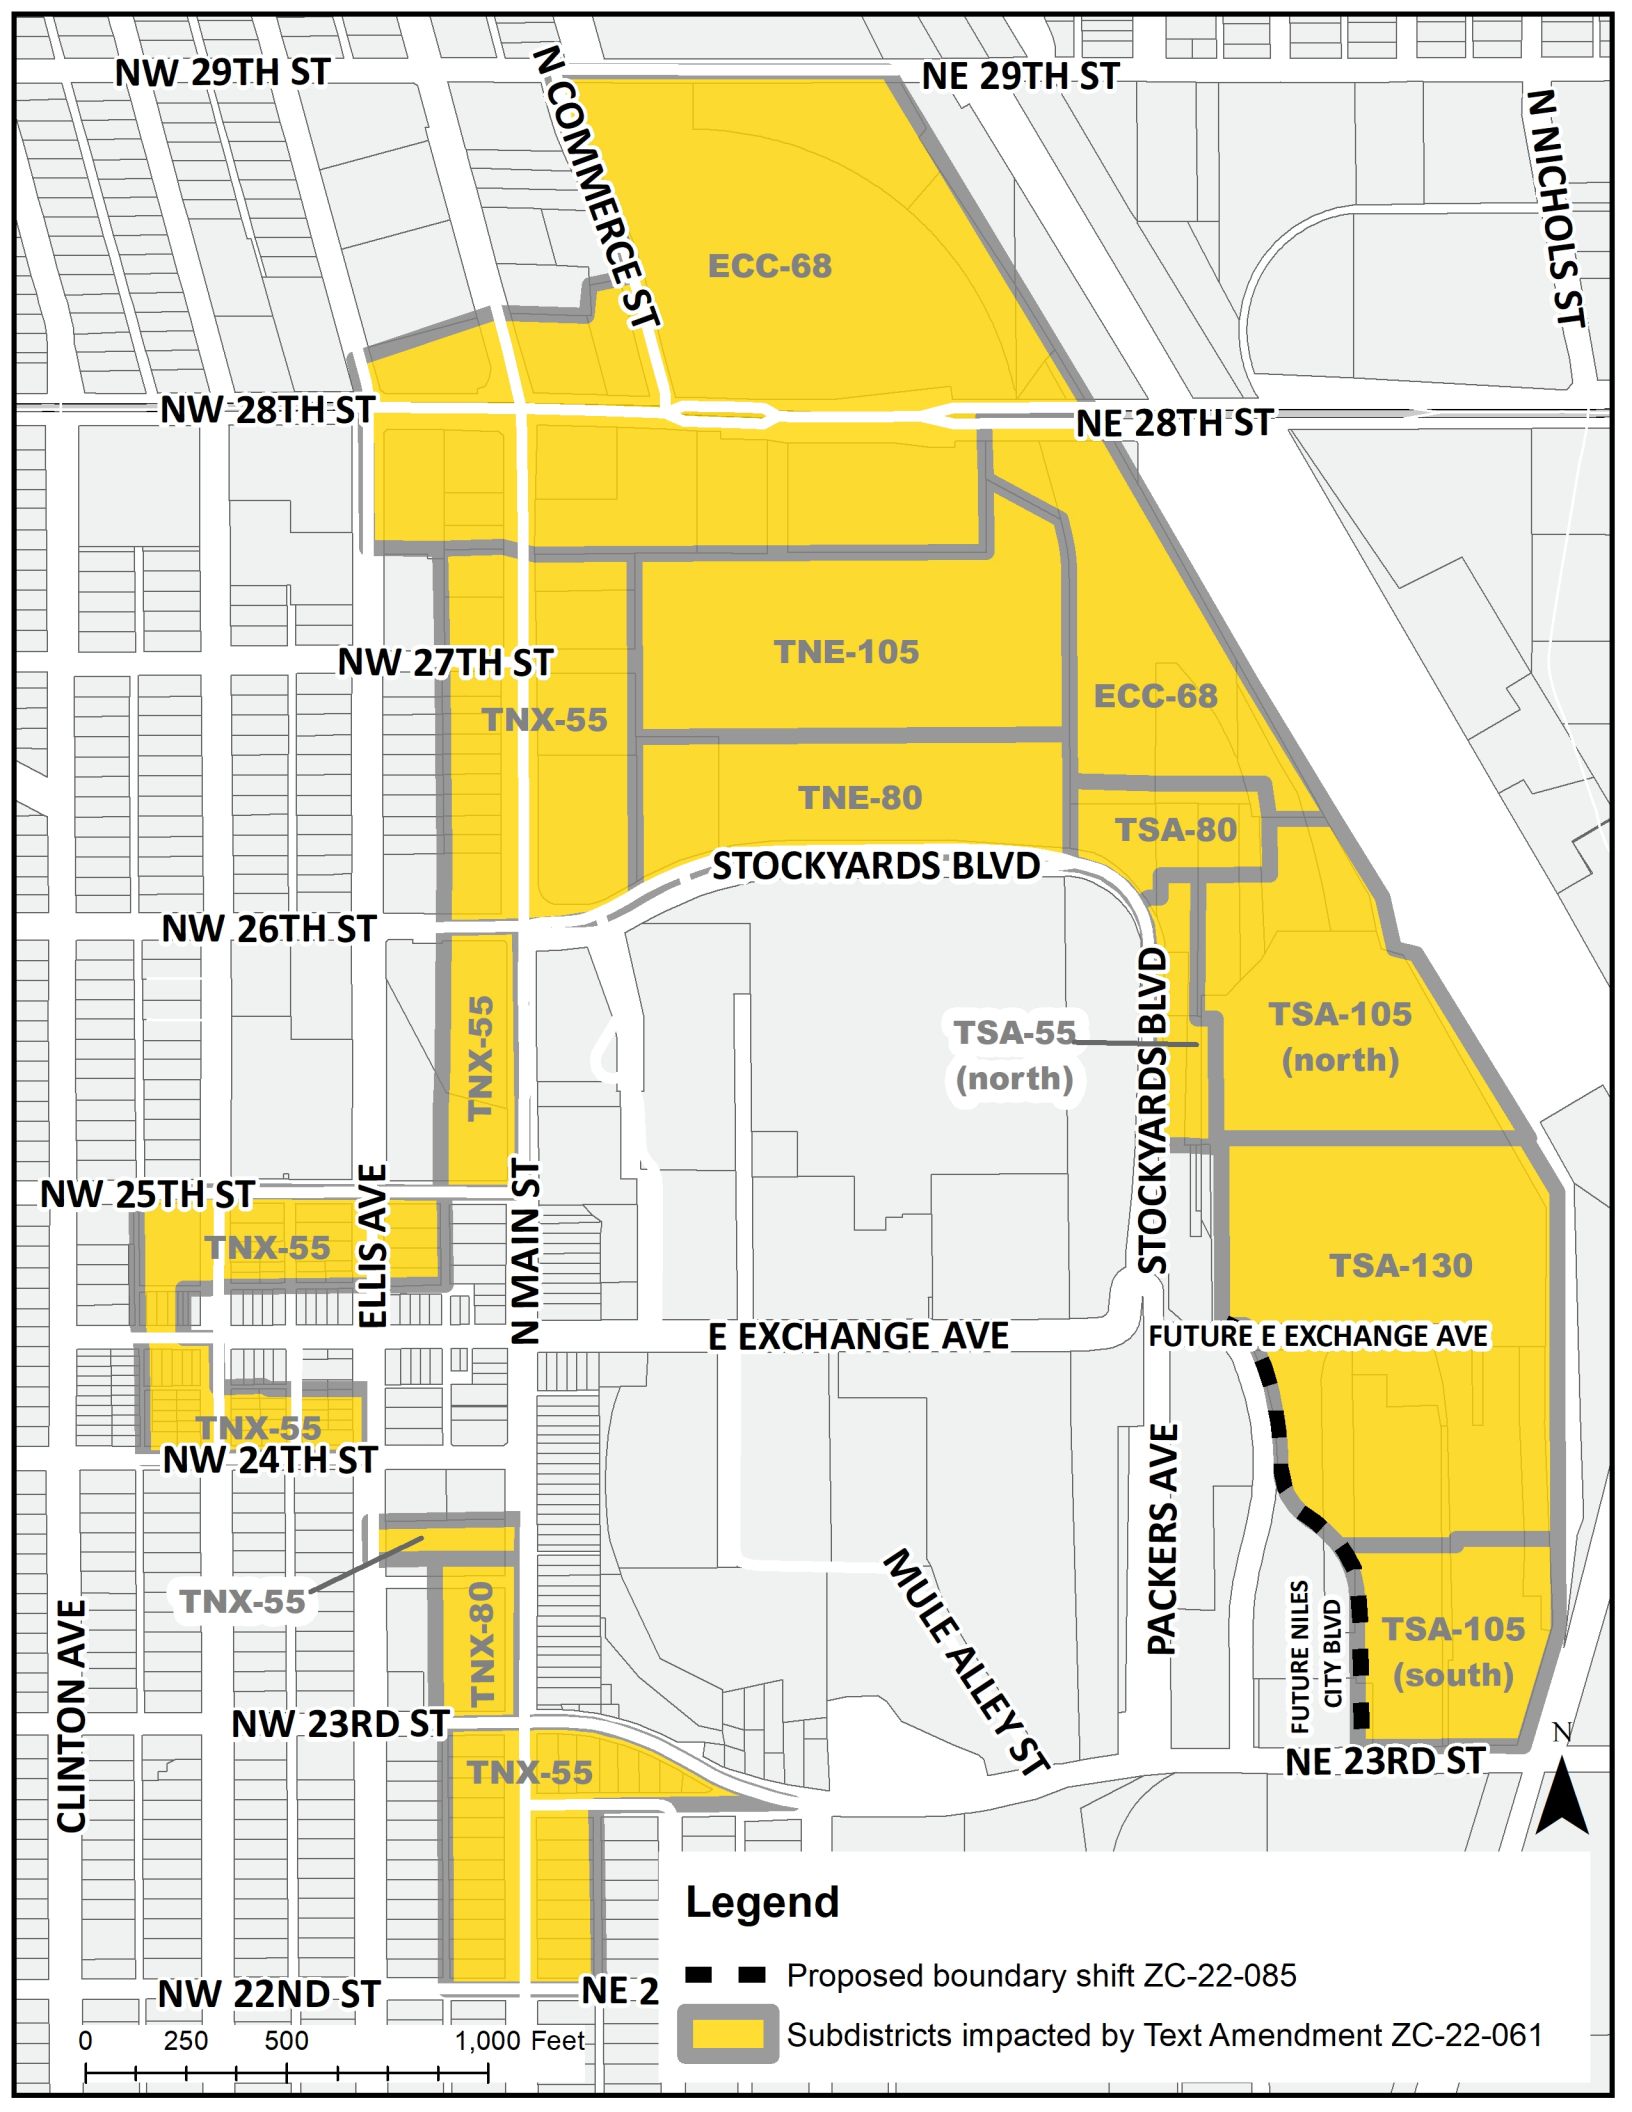 NW 29TH ST
N COMMERCE ST
NE 29TH ST
N NICHOLS ST
ECC-68
NW 28TH ST
NE 28TH ST
NW 27TH ST
TNE-105
ECC-68
TNX-55
TNE-80
TSA-80
STOCKYARDS BLVD
NW 26TH ST
TNX-55
TSA-55
(north)
STOCKYARDS BLVD
TSA-105
(north)
NW 25TH ST
ELLIS AVE
N MAIN ST
TNX-55
TSA-130
E EXCHANGE AVE
FUTURE E EXCHANGE AVE
TNX-55
NW 24TH ST
PACKERS AVE
MULE ALLEY ST
TNX-55
TNX-80
CLINTON AVE
FUTURE NILES
CITY BLVD
TSA-105
(south)
NW 23RD ST
NE 23RD ST
N
TNX-55
NW 22ND ST
NE 2
0 250 500 1,000 Feet
Legend
Proposed boundary shift ZC-22-085
Subdistricts impacted by Text Amendment ZC-22-061